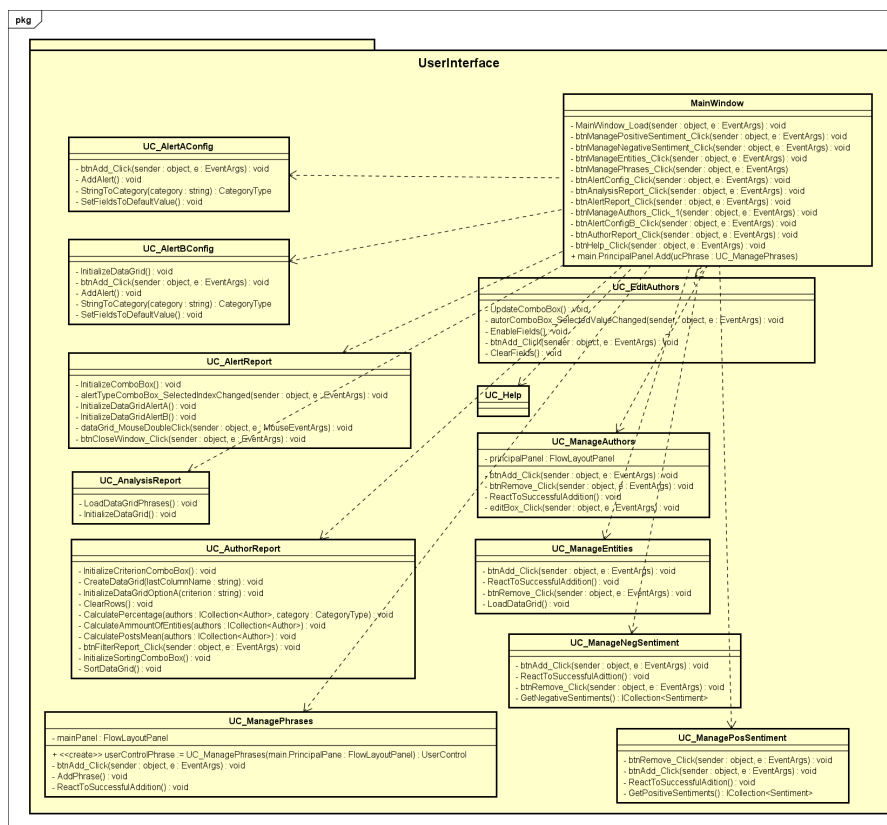 pkg
UserInterface
MainWindow
- MainWindow_Load(sender : object, e : EventArgs) : void
- btnManagePositiveSentiment_Click(sender : object, e : EventArgs) : void
- btnManageNegativeSentiment_Click(sender : object, e : EventArgs) : void
- btnManageEntities_Click(sender : object, e : EventArgs) : void
- btnManagePhrases_Click(sender : object, e : EventArgs)
- btnAlertConfig_Click(sender : object, e : EventArgs) : void
- btnAnalysisReport_Click(sender : object, e : EventArgs) : void
- btnAlertReport_Click(sender : object, e : EventArgs) : void
- btnManageAuthors_Click_1(sender : object, e : EventArgs) : void
- btnAlertConfigB_Click(sender : object, e : EventArgs) : void
- btnAuthorReport_Click(sender : object, e : EventArgs) : void
- btnHelp_Click(sender : object, e : EventArgs) : void
+ main.PrincipalPanel.Add(ucPhrase : UC_ManagePhrases)
UC_AlertAConfig
- btnAdd_Click(sender : object, e : EventArgs) : void
- AddAlert() : void
- StringToCategory(category : string) : CategoryType
- SetFieldsToDefaultValue() : void
UC_AlertBConfig
- InitializeDataGrid() : void
- btnAdd_Click(sender : object, e : EventArgs) : void
- AddAlert() : void
- StringToCategory(category : string) : CategoryType
- SetFieldsToDefaultValue() : void
UC_EditAuthors
- UpdateComboBox() : void
- autorComboBox_SelectedValueChanged(sender : object, e : EventArgs) : void
- EnableFields() : void
- btnAdd_Click(sender : object, e : EventArgs) : void
- ClearFields() : void
UC_AlertReport
- InitializeComboBox() : void
- alertTypeComboBox_SelectedIndexChanged(sender : object, e : EventArgs) : void
- InitializeDataGridAlertA() : void
- InitializeDataGridAlertB() : void
- dataGrid_MouseDoubleClick(sender : object, e : MouseEventArgs) : void
- btnCloseWindow_Click(sender : object, e : EventArgs) : void
UC_Help
UC_ManageAuthors
- principalPanel : FlowLayoutPanel
- btnAdd_Click(sender : object, e : EventArgs) : void
- btnRemove_Click(sender : object, e : EventArgs) : void
- ReactToSuccessfulAddition() : void
- editBox_Click(sender : object, e : EventArgs) : void
UC_AnalysisReport
- LoadDataGridPhrases() : void
- InitializeDataGrid() : void
UC_AuthorReport
- InitializeCriterionComboBox() : void
- CreateDataGrid(lastColumnName : string) : void
- InitializeDataGridOptionA(criterion : string) : void
- ClearRows() : void
- CalculatePercentage(authors : ICollection<Author>, category : CategoryType) : void
- CalculateAmmountOfEntities(authors : ICollection<Author>) : void
- CalculatePostsMean(authors : ICollection<Author>) : void
- btnFilterReport_Click(sender : object, e : EventArgs) : void
- InitializeSortingComboBox() : void
- SortDataGrid() : void
UC_ManageEntities
- btnAdd_Click(sender : object, e : EventArgs) : void
- ReactToSuccessfulAddition() : void
- btnRemove_Click(sender : object, e : EventArgs) : void
- LoadDataGrid() : void
UC_ManageNegSentiment
- btnAdd_Click(sender : object, e : EventArgs) : void
- ReactToSuccessfulAdittion() : void
- btnRemove_Click(sender : object, e : EventArgs) : void
- GetNegativeSentiments() : ICollection<Sentiment>
UC_ManagePhrases
- mainPanel : FlowLayoutPanel
+ <<create>> userControlPhrase := UC_ManagePhrases(main.PrincipalPane : FlowLayoutPanel) : UserControl
- btnAdd_Click(sender : object, e : EventArgs) : void
- AddPhrase() : void
- ReactToSuccessfulAddition() : void
UC_ManagePosSentiment
- btnRemove_Click(sender : object, e : EventArgs) : void
- btnAdd_Click(sender : object, e : EventArgs) : void
- ReactToSuccessfulAdition() : void
- GetPositiveSentiments() : ICollection<Sentiment>